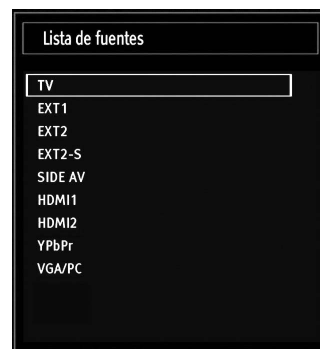 Lista de fuentes
TV
EXT1
EXT2
EXT2-S
SIDE AV
HDMI1
HDMI2
YPbPr
VGA/PC